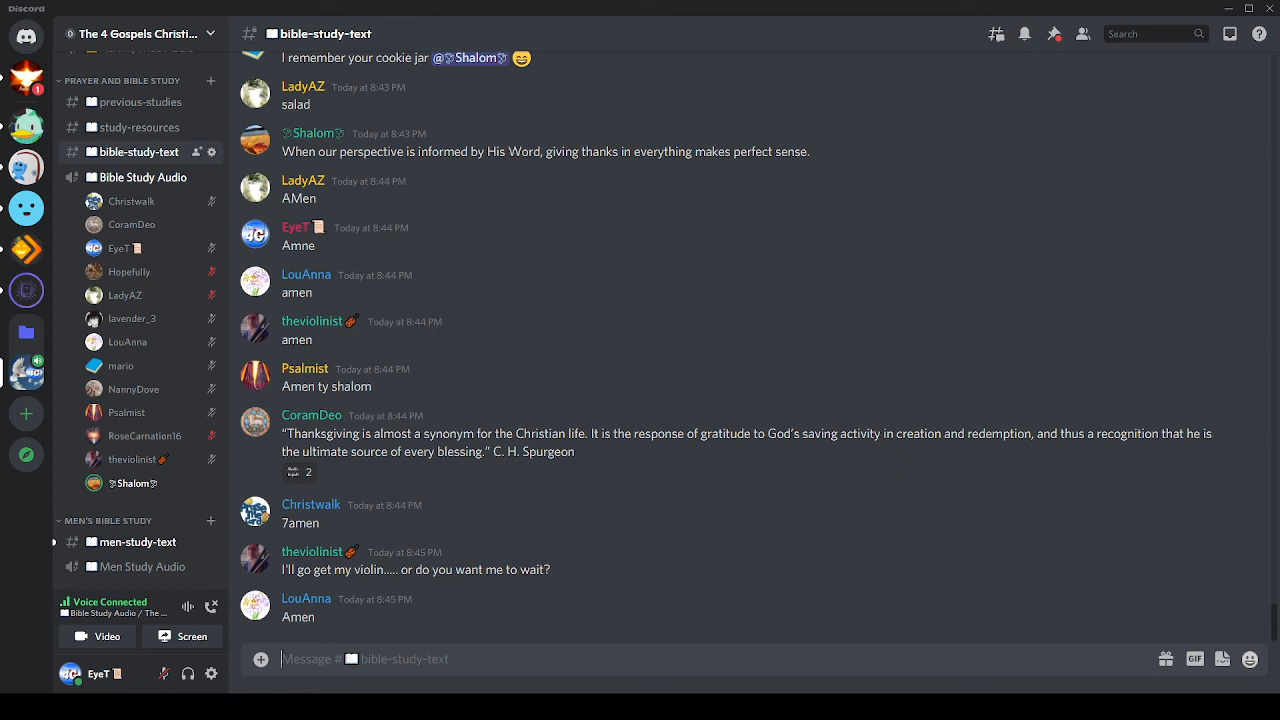 Discord
The 4 Gospels Christi...
bible-study-text
Search
PRAYER AND BIBLE STUDY
previous-studies
study-resources
bible-study-text
Bible Study Audio
Christwalk
CoramDeo
EyeT📜
Hopefully
LadyAZ
lavender_3
LouAnna
mario
NannyDove
Psalmist
RoseCarnation16
theviolinist🎻
🕊Shalom🕊
MEN'S BIBLE STUDY
men-study-text
Men Study Audio
Voice Connected
Bible Study Audio / The ...
Video
Screen
EyeT📜
1
I remember your cookie jar @🕊Shalom🕊 😄
LadyAZ Today at 8:43 PM
salad
🕊Shalom🕊 Today at 8:43 PM
When our perspective is informed by His Word, giving thanks in everything makes perfect sense.
LadyAZ Today at 8:44 PM
AMen
EyeT📜 Today at 8:44 PM
Amne
LouAnna Today at 8:44 PM
amen
theviolinist🎻 Today at 8:44 PM
amen
Psalmist Today at 8:44 PM
Amen ty shalom
CoramDeo Today at 8:44 PM
“Thanksgiving is almost a synonym for the Christian life. It is the response of gratitude to God's saving activity in creation and redemption, and thus a recognition that he is
the ultimate source of every blessing.” C. H. Spurgeon
2
Christwalk Today at 8:44 PM
7amen
theviolinist🎻 Today at 8:45 PM
I'll go get my violin..... or do you want me to wait?
LouAnna Today at 8:45 PM
Amen
Message #📖bible-study-text
GIF